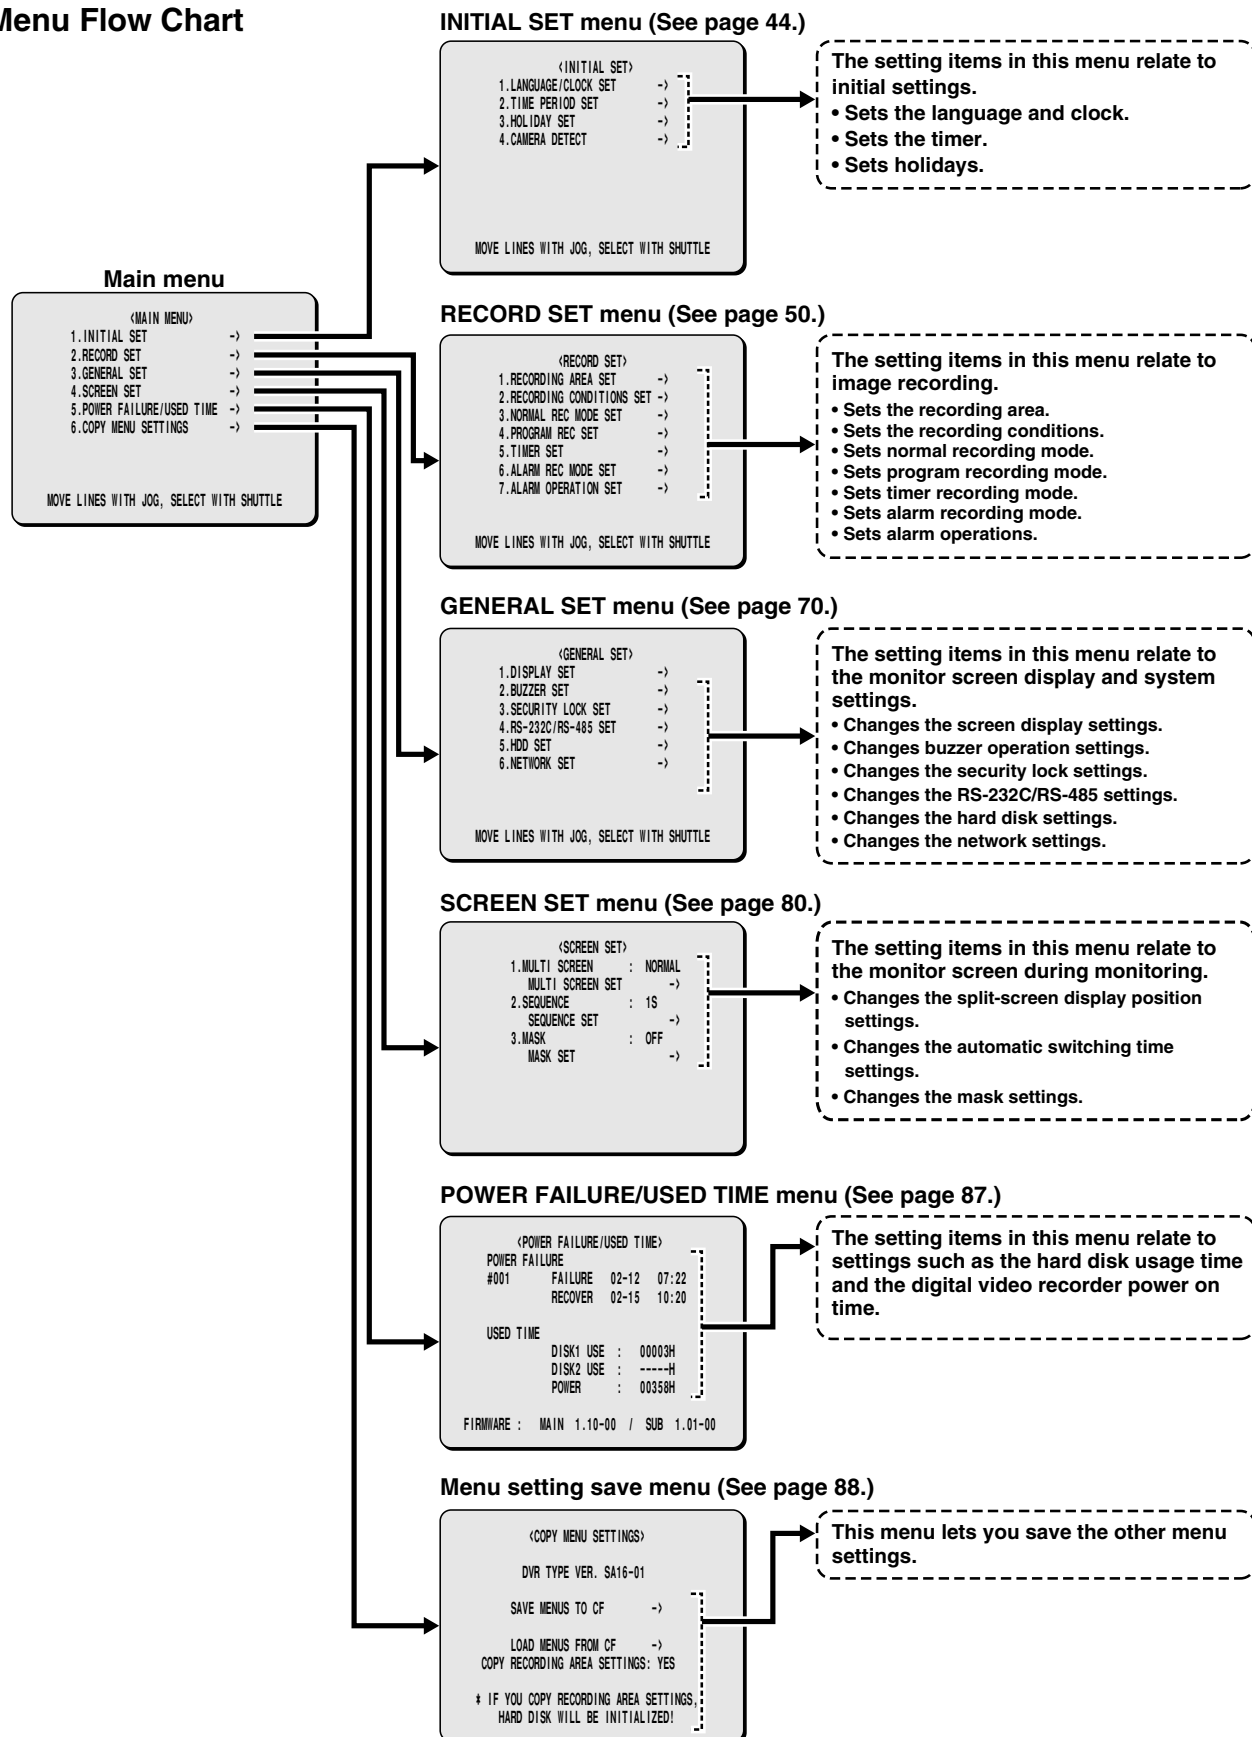 Menu Flow Chart
Main menu
<MAIN MENU>
1.INITIAL SET ->
2.RECORD SET ->
3.GENERAL SET ->
4.SCREEN SET ->
5.POWER FAILURE/USED TIME ->
6.COPY MENU SETTINGS ->
MOVE LINES WITH JOG, SELECT WITH SHUTTLE
INITIAL SET menu (See page 44.)
<INITIAL SET>
1.LANGUAGE/CLOCK SET ->
2.TIME PERIOD SET ->
3.HOLIDAY SET ->
4.CAMERA DETECT ->
MOVE LINES WITH JOG, SELECT WITH SHUTTLE
The setting items in this menu relate to
initial settings.
• Sets the language and clock.
• Sets the timer.
• Sets holidays.
RECORD SET menu (See page 50.)
<RECORD SET>
1.RECORDING AREA SET ->
2.RECORDING CONDITIONS SET ->
3.NORMAL REC MODE SET ->
4.PROGRAM REC SET ->
5.TIMER SET ->
6.ALARM REC MODE SET ->
7.ALARM OPERATION SET ->
MOVE LINES WITH JOG, SELECT WITH SHUTTLE
The setting items in this menu relate to
image recording.
• Sets the recording area.
• Sets the recording conditions.
• Sets normal recording mode.
• Sets program recording mode.
• Sets timer recording mode.
• Sets alarm recording mode.
• Sets alarm operations.
GENERAL SET menu (See page 70.)
<GENERAL SET>
1.DISPLAY SET ->
2.BUZZER SET ->
3.SECURITY LOCK SET ->
4.RS-232C/RS-485 SET ->
5.HDD SET ->
6.NETWORK SET ->
MOVE LINES WITH JOG, SELECT WITH SHUTTLE
The setting items in this menu relate to
the monitor screen display and system
settings.
• Changes the screen display settings.
• Changes buzzer operation settings.
• Changes the security lock settings.
• Changes the RS-232C/RS-485 settings.
• Changes the hard disk settings.
• Changes the network settings.
SCREEN SET menu (See page 80.)
<SCREEN SET>
1.MULTI SCREEN : NORMAL
MULTI SCREEN SET ->
2.SEQUENCE : 1S
SEQUENCE SET ->
3.MASK : OFF
MASK SET ->
The setting items in this menu relate to
the monitor screen during monitoring.
• Changes the split-screen display position
settings.
• Changes the automatic switching time
settings.
• Changes the mask settings.
POWER FAILURE/USED TIME menu (See page 87.)
<POWER FAILURE/USED TIME>
POWER FAILURE
#001 FAILURE 02-12 07:22
RECOVER 02-15 10:20
USED TIME
DISK1 USE : 00003H
DISK2 USE : -----H
POWER : 00358H
FIRMWARE : MAIN 1.10-00 / SUB 1.01-00
The setting items in this menu relate to
settings such as the hard disk usage time
and the digital video recorder power on
time.
Menu setting save menu (See page 88.)
<COPY MENU SETTINGS>
DVR TYPE VER. SA16-01
SAVE MENUS TO CF ->
LOAD MENUS FROM CF ->
COPY RECORDING AREA SETTINGS: YES
* IF YOU COPY RECORDING AREA SETTINGS,
HARD DISK WILL BE INITIALIZED!
This menu lets you save the other menu
settings.